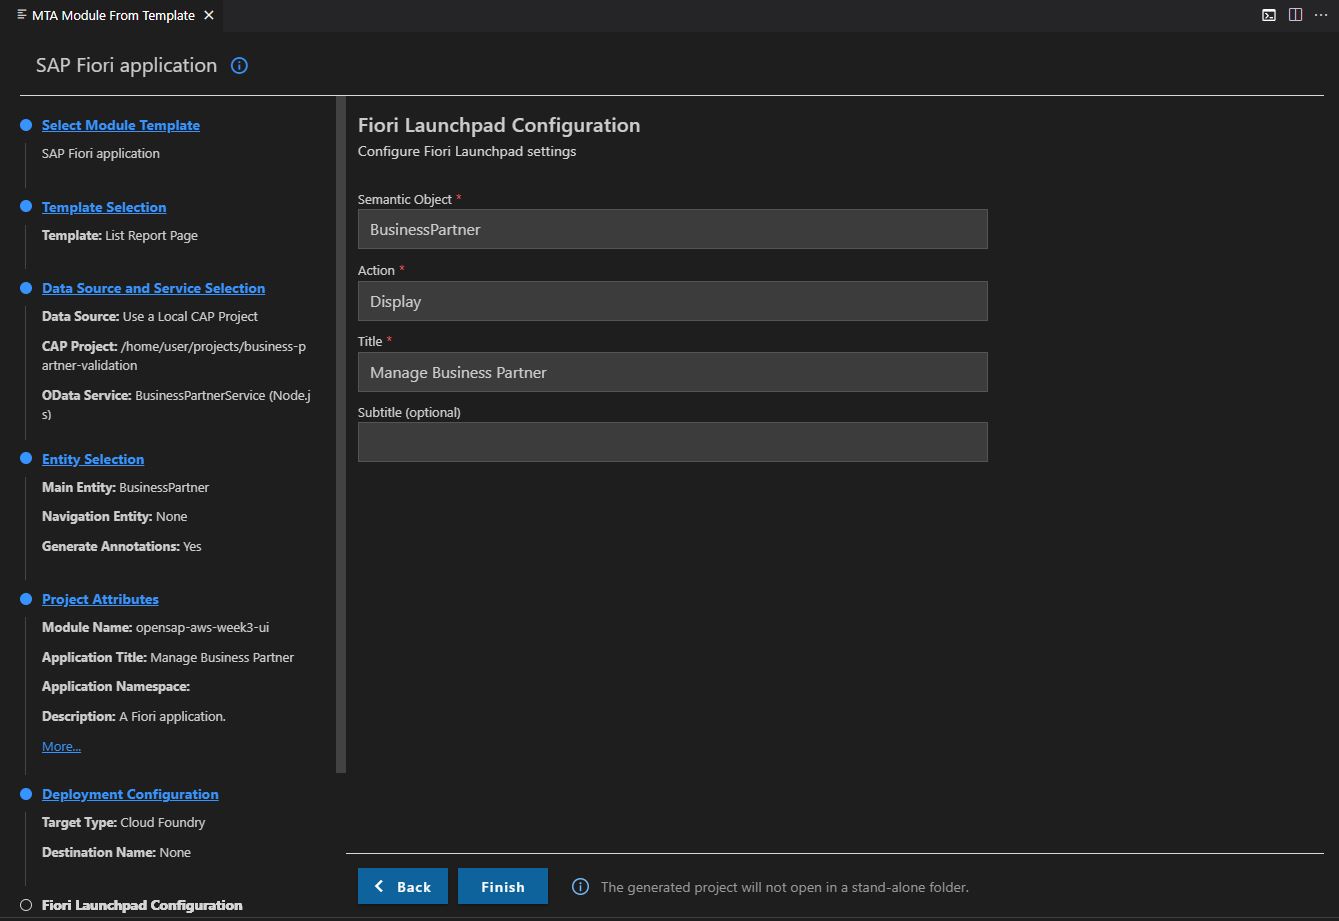 MTA Module From Template
SAP Fiori application
Select Module Template
SAP Fiori application
Template Selection
Template: List Report Page
Data Source and Service Selection
Data Source: Use a Local CAP Project
CAP Project: /home/user/projects/business-p
artner-validation
OData Service: BusinessPartnerService (Node.j
s)
Entity Selection
Main Entity: BusinessPartner
Navigation Entity: None
Generate Annotations: Yes
Project Attributes
Module Name: opensap-aws-week3-ui
Application Title: Manage Business Partner
Application Namespace:
Description: A Fiori application.
More...
Deployment Configuration
Target Type: Cloud Foundry
Destination Name: None
Fiori Launchpad Configuration
Fiori Launchpad Configuration
Configure Fiori Launchpad settings
Semantic Object *
BusinessPartner
Action *
Display
Title *
Manage Business Partner
Subtitle (optional)
Back
Finish
The generated project will not open in a stand-alone folder.